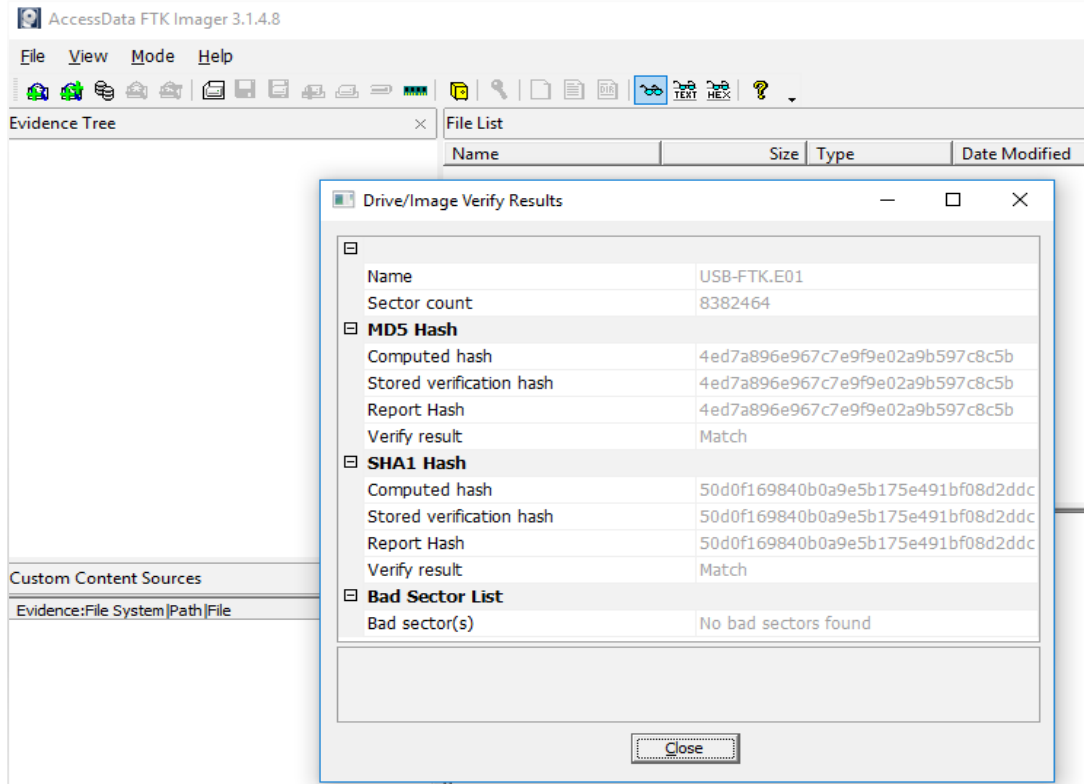 AccessData FTK Imager 3.1.4.8
File View Mode Help
DIR TEXT HEX ?
Evidence Tree × File List
Name Size Type Date Modified
Drive/Image Verify Results
Name USB-FTK.E01
Sector count 8382464
MD5 Hash
Computed hash 4ed7a896e967c7e9f9e02a9b597c8c5b
Stored verification hash 4ed7a896e967c7e9f9e02a9b597c8c5b
Report Hash 4ed7a896e967c7e9f9e02a9b597c8c5b
Verify result Match
SHA1 Hash
Computed hash 50d0f169840b0a9e5b175e491bf08d2ddc
Stored verification hash 50d0f169840b0a9e5b175e491bf08d2ddc
Report Hash 50d0f169840b0a9e5b175e491bf08d2ddc
Verify result Match
Custom Content Sources
Bad Sector List
Evidence:File System|Path|File
Bad sector(s) No bad sectors found
Close